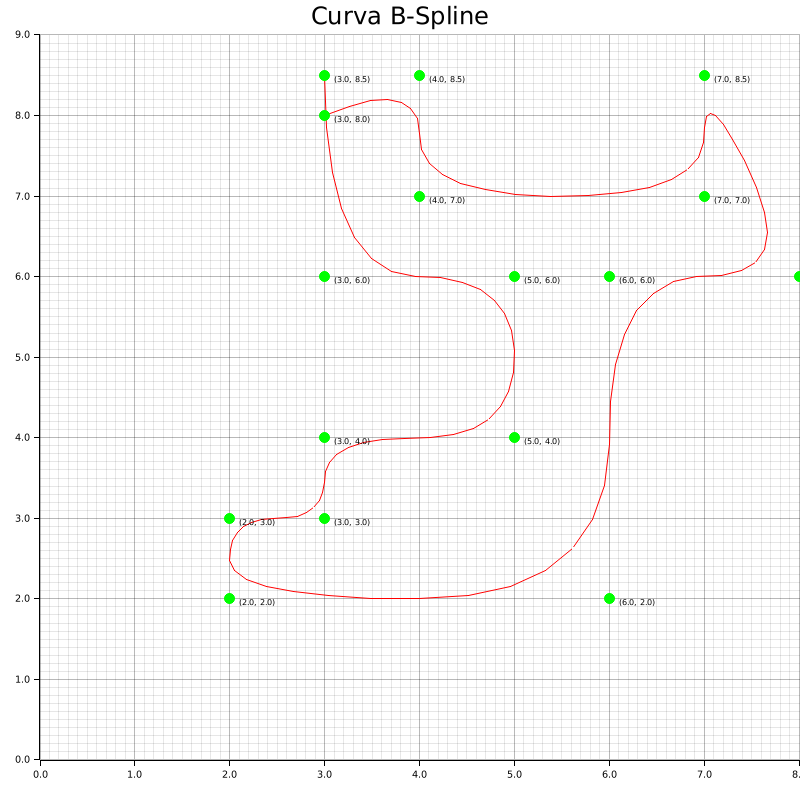 Curva B-Spline
9.0
(3.0, 8.5) (4.0, 8.5) (7.0, 8.5)
8.0 (3.0, 8.0)
7.0 (4.0, 7.0) (7.0, 7.0)
6.0 (3.0, 6.0) (5.0, 6.0) (6.0, 6.0)
5.0
4.0 (3.0, 4.0) (5.0, 4.0)
3.0 (2.0, 3.0) (3.0, 3.0)
2.0 (2.0, 2.0) (6.0, 2.0)
1.0
0.0
0.0 1.0 2.0 3.0 4.0 5.0 6.0 7.0 8.